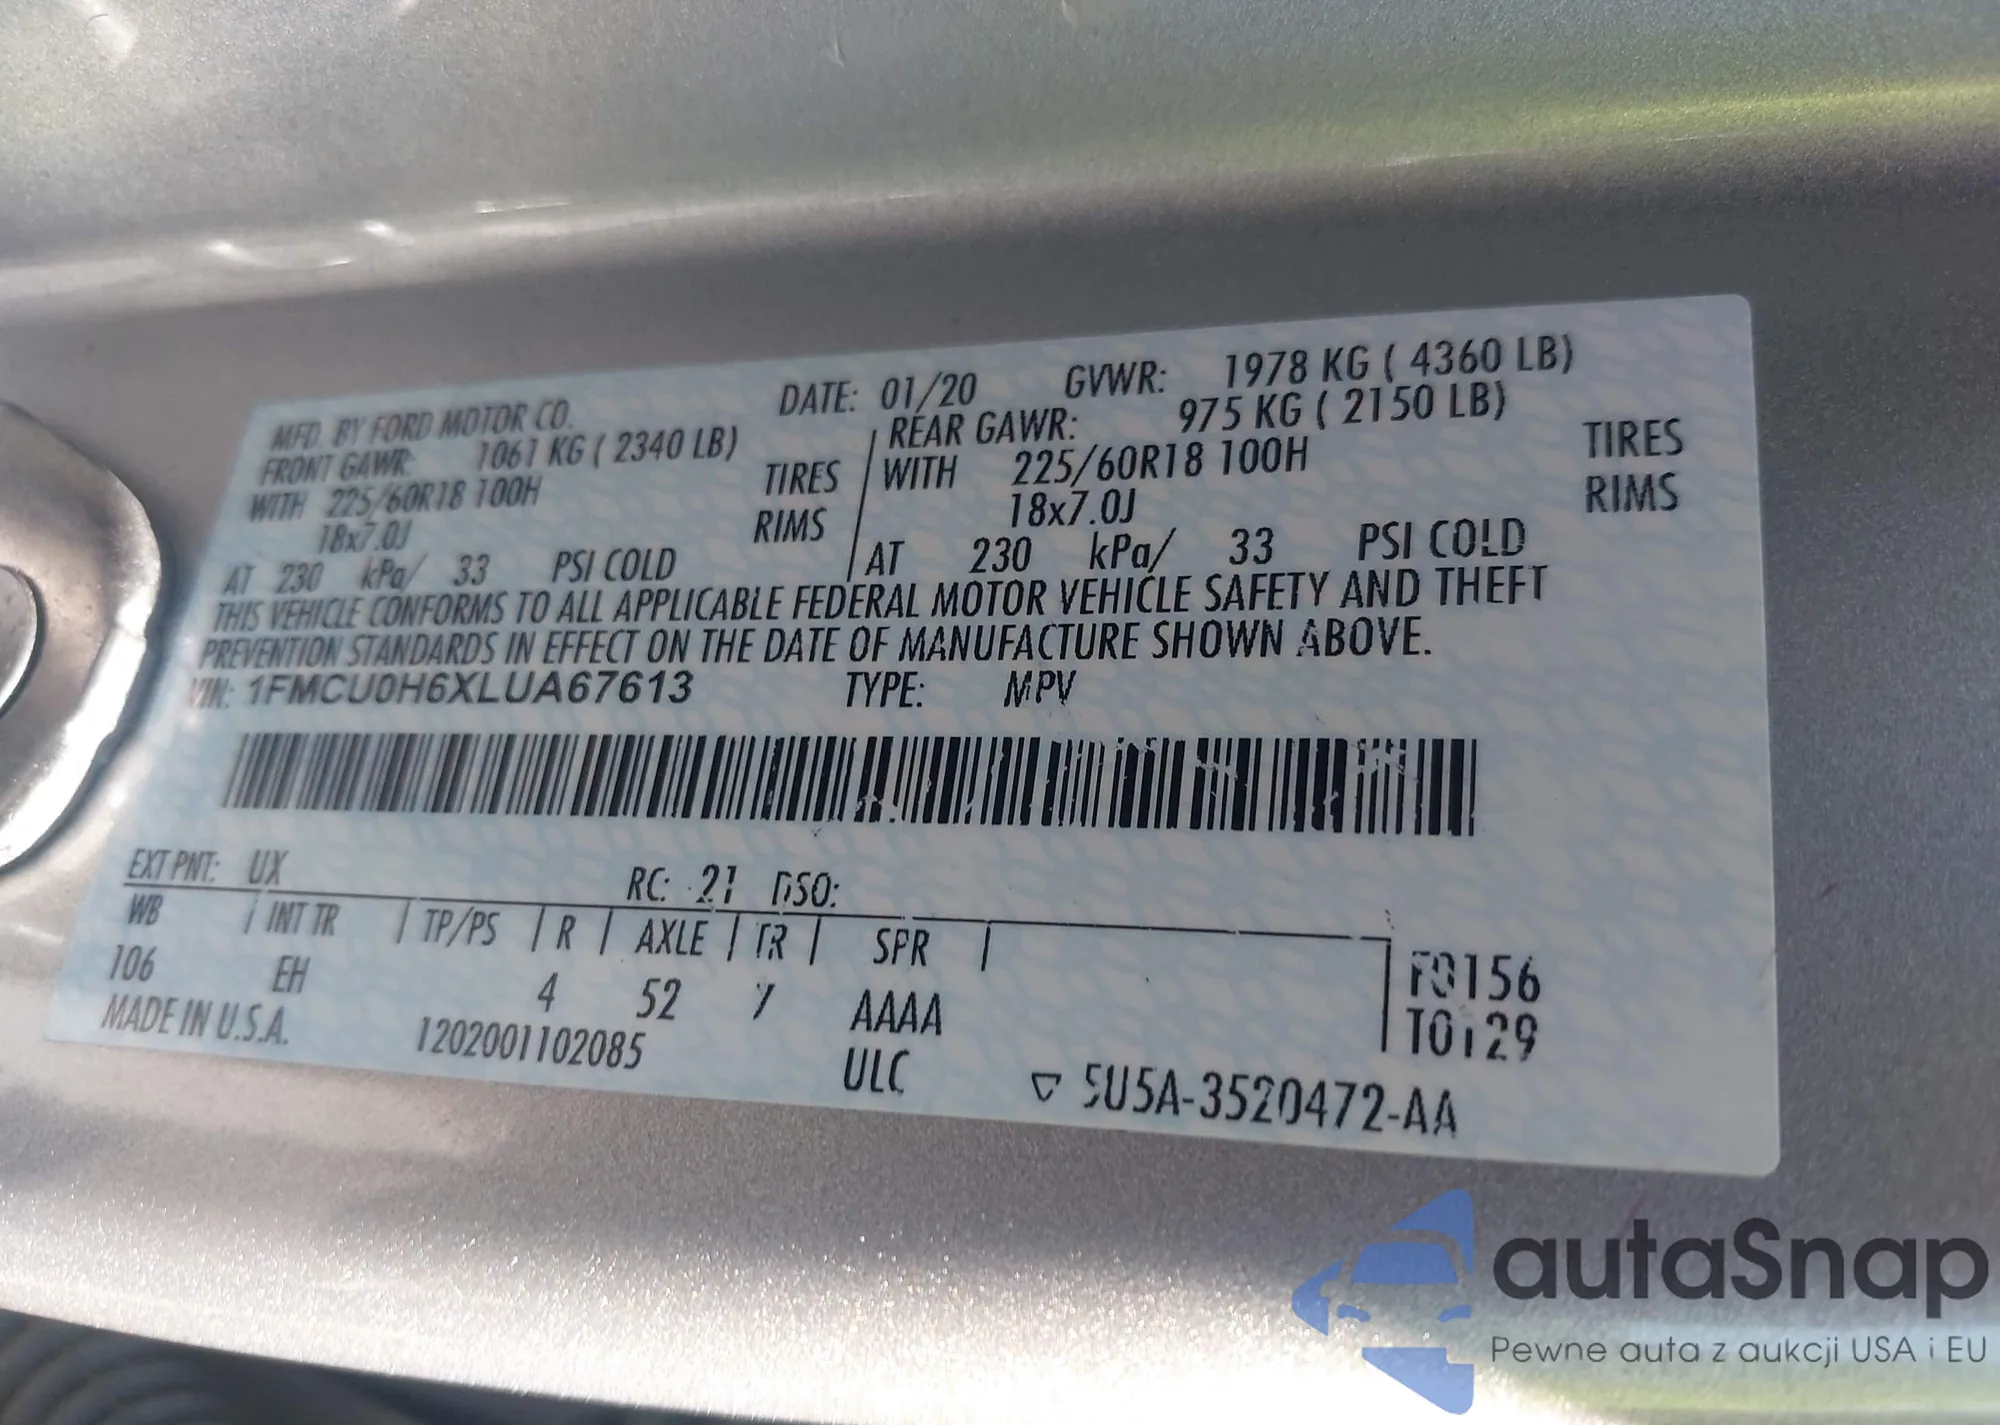 MFD. BY FORD MOTOR CO. DATE: 01/20 GVWR: 1978 KG ( 4360 LB)
FRONT GAWR: 1061 KG ( 2340 LB) REAR GAWR: 975 KG ( 2150 LB)
WITH 225/60R18 100H TIRES WITH 225/60R18 100H TIRES
18x7.0J RIMS 18x7.0J RIMS
AT 230 kPa/ 33 PSI COLD AT 230 kPa/ 33 PSI COLD
THIS VEHICLE CONFORMS TO ALL APPLICABLE FEDERAL MOTOR VEHICLE SAFETY AND THEFT
PREVENTION STANDARDS IN EFFECT ON THE DATE OF MANUFACTURE SHOWN ABOVE.
VIN: 1FMCU0H6XLUA67613 TYPE: MPV
EXT PNT: UX RC: 21 DSO:
WB INT TR TP/PS R AXLE TR SPR
106 EH 4 52 AAAA
MADE IN U.S.A. 1202001102085 ULC
T0129
5U5A-3520472-AA
autaSnap
Pewne auta z aukcji USA i EU